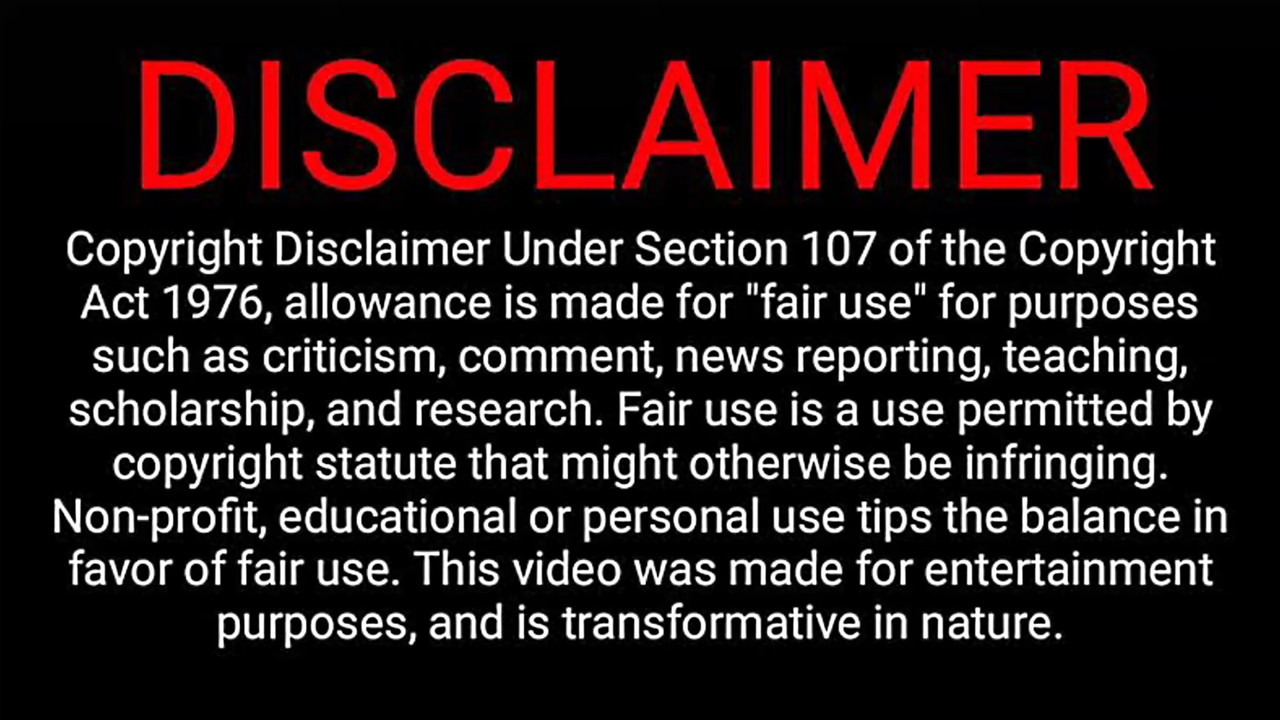 DISCLAIMER
Copyright Disclaimer Under Section 107 of the Copyright
Act 1976, allowance is made for "fair use" for purposes
such as criticism, comment, news reporting, teaching,
scholarship, and research. Fair use is a use permitted by
copyright statute that might otherwise be infringing.
Non-profit, educational or personal use tips the balance in
favor of fair use. This video was made for entertainment
purposes, and is transformative in nature.